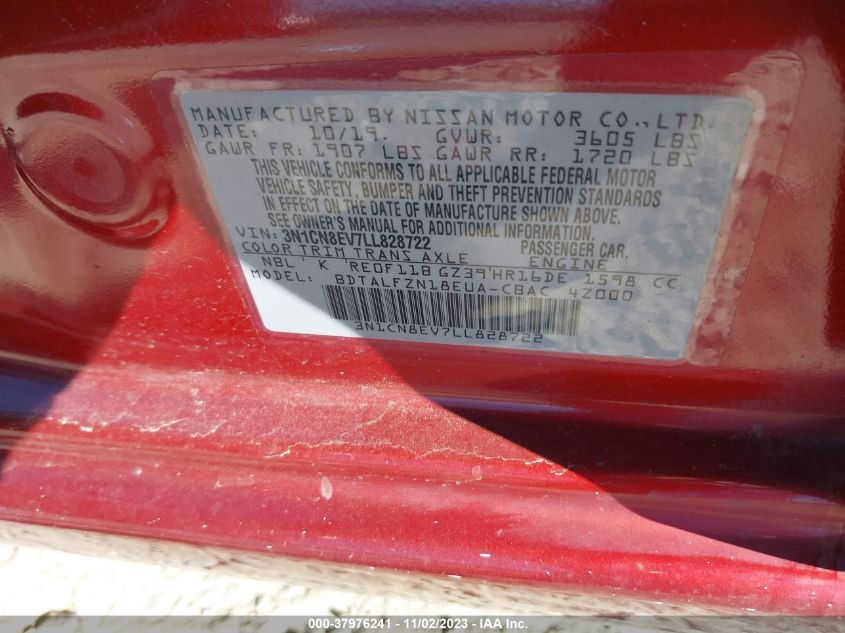 MANUFACTURED BY NISSAN MOTOR CO., LTD.
DATE: 10/19. GVWR: 3605 LBS
GAWR FR: 1907 LBS GAWR RR: 1720 LBS
THIS VEHICLE CONFORMS TO ALL APPLICABLE FEDERAL MOTOR
VEHICLE SAFETY, BUMPER AND THEFT PREVENTION STANDARDS
IN EFFECT ON THE DATE OF MANUFACTURE SHOWN ABOVE.
SEE OWNER'S MANUAL FOR ADDITIONAL INFORMATION.
VIN: 3N1CN8EV7LL828722 PASSENGER CAR.
COLOR TRIM TRANS AXLE ENGINE
NBL' K RE0F11B GZ39'HR16DE 1598 CC
MODEL: BDTALFZN18EUA-CBAC 4Z000
3N1CN8EV7LL828722
000-37976241 - 11/02/2023 - IAA Inc.